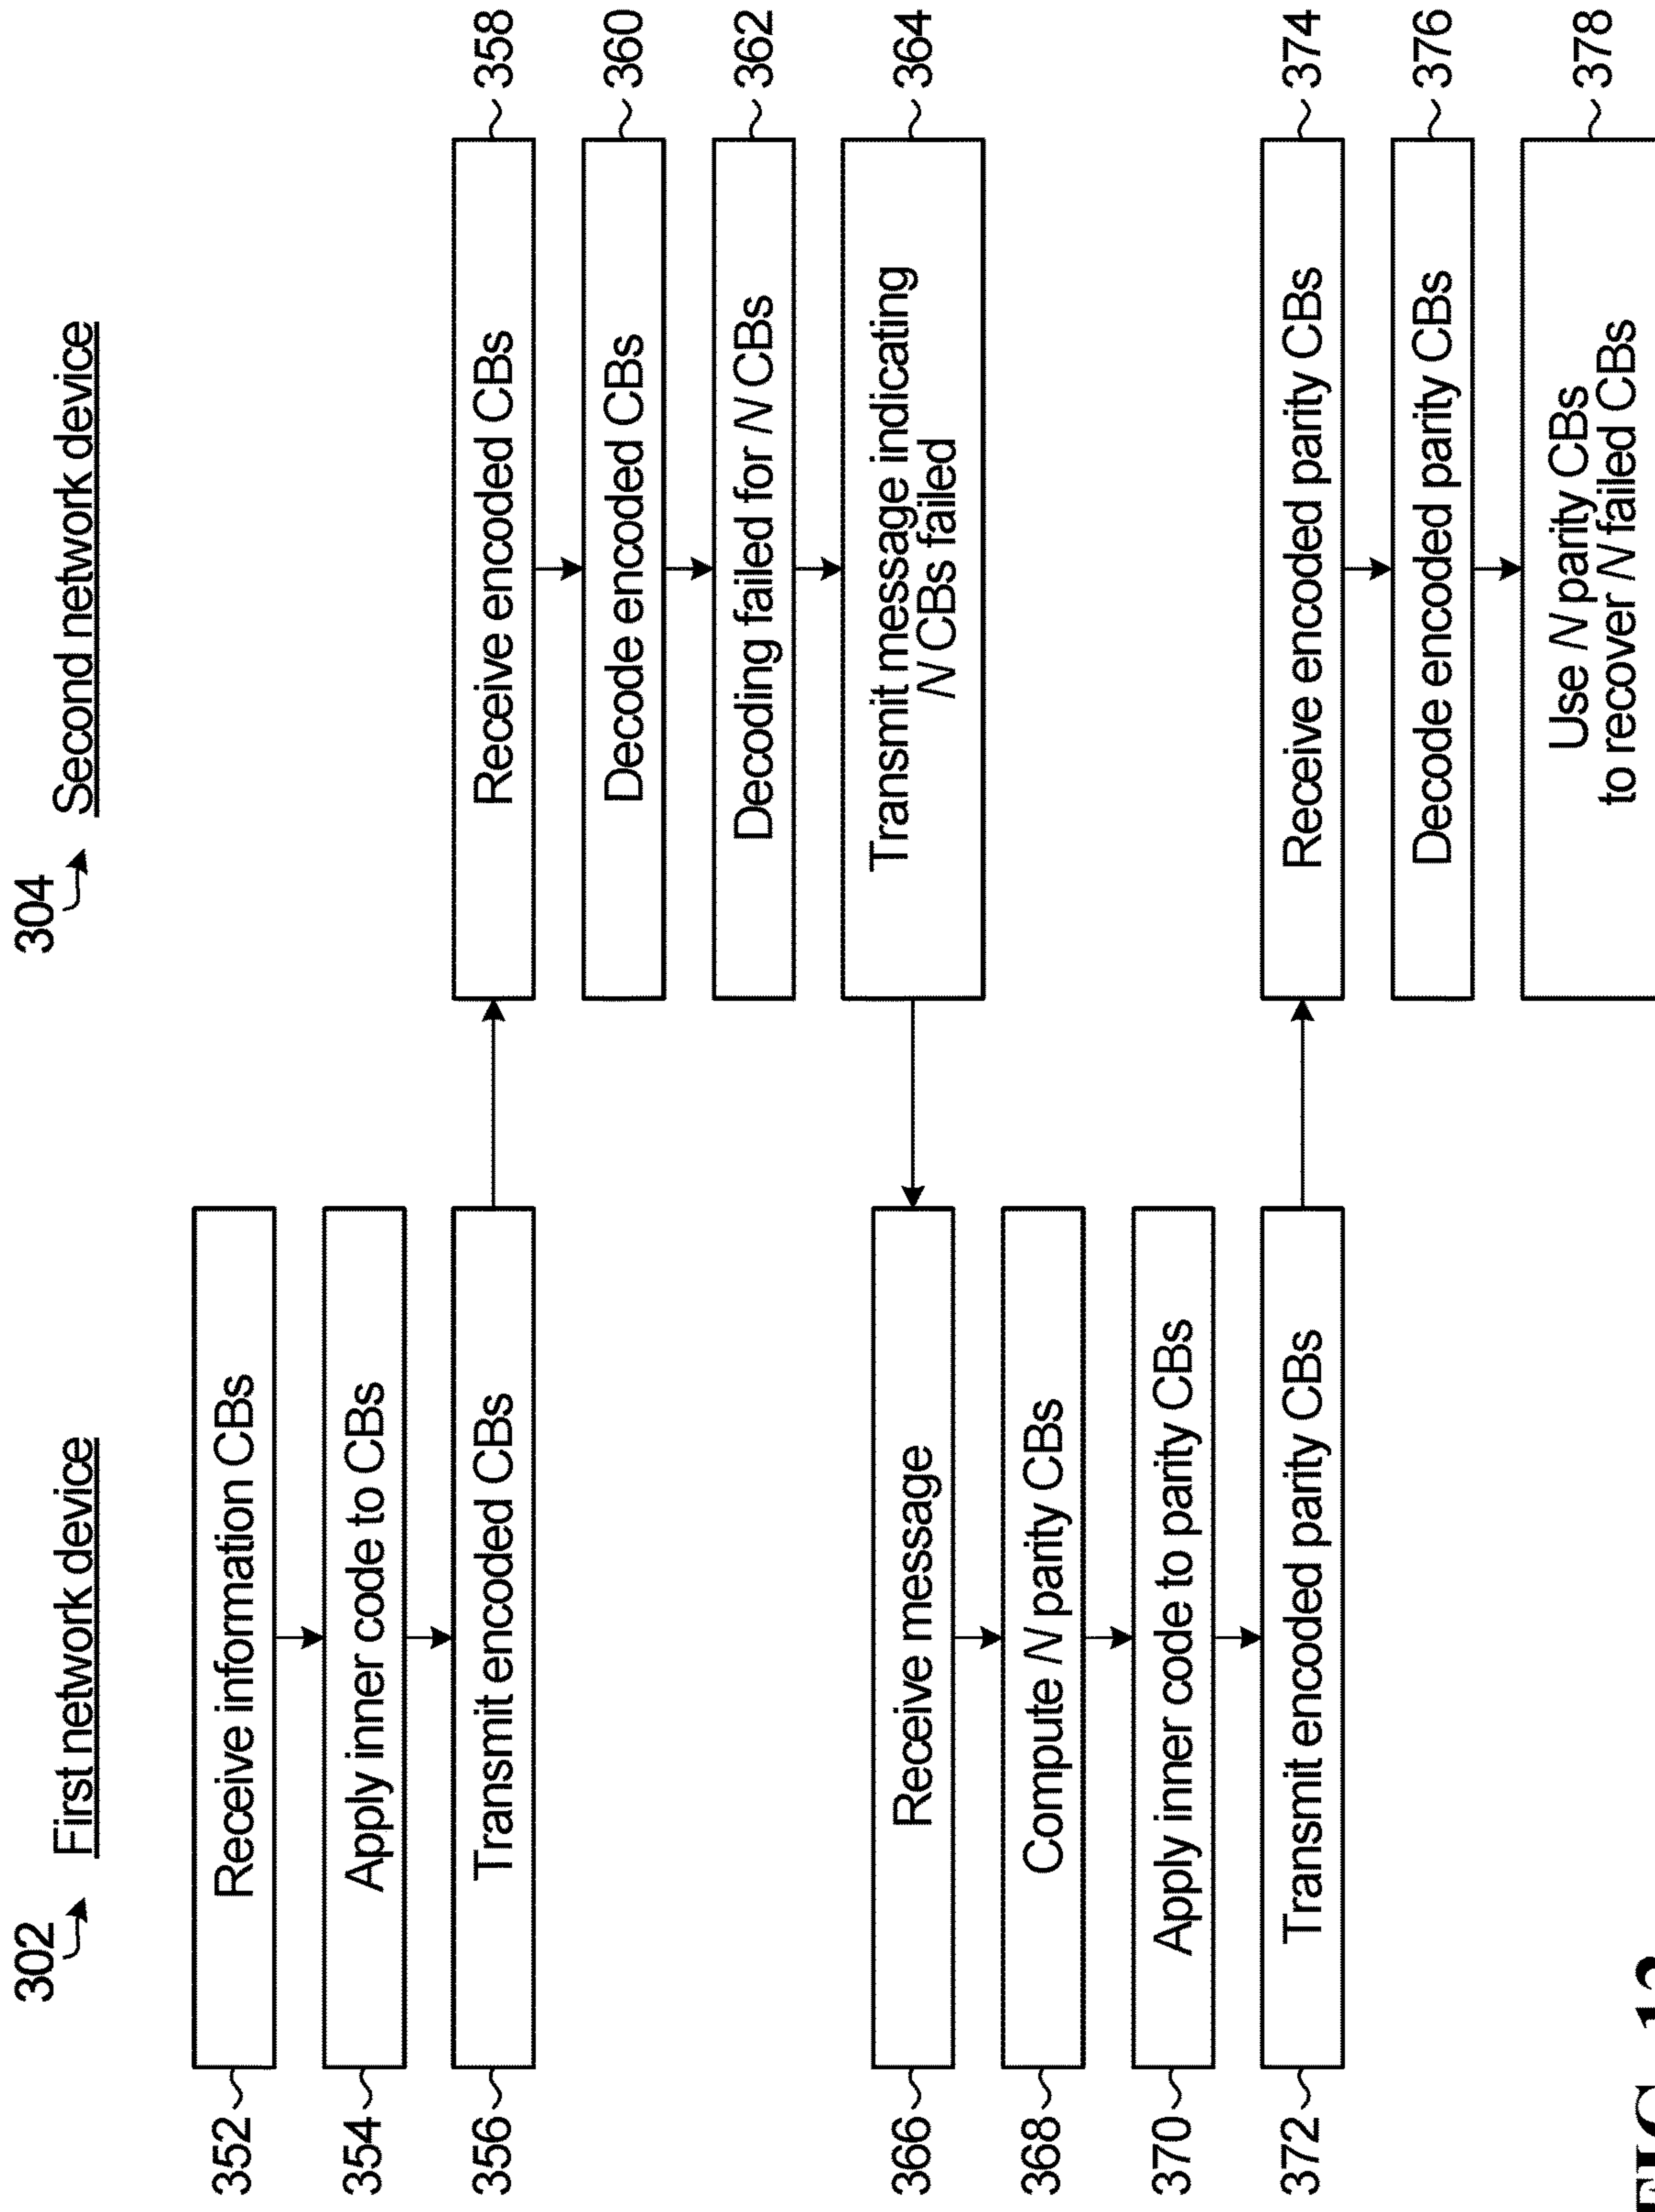 302
First network device
304
Second network device
352
Receive information CBs
354
Apply inner code to CBs
356
Transmit encoded CBs
Receive encoded CBs
358
Decode encoded CBs
360
Decoding failed for N CBs
362
Transmit message indicating
N CBs failed
364
366
Receive message
368
Compute N parity CBs
370
Apply inner code to parity CBs
372
Transmit encoded parity CBs
Receive encoded parity CBs
374
Decode encoded parity CBs
376
Use N parity CBs
to recover N failed CBs
378